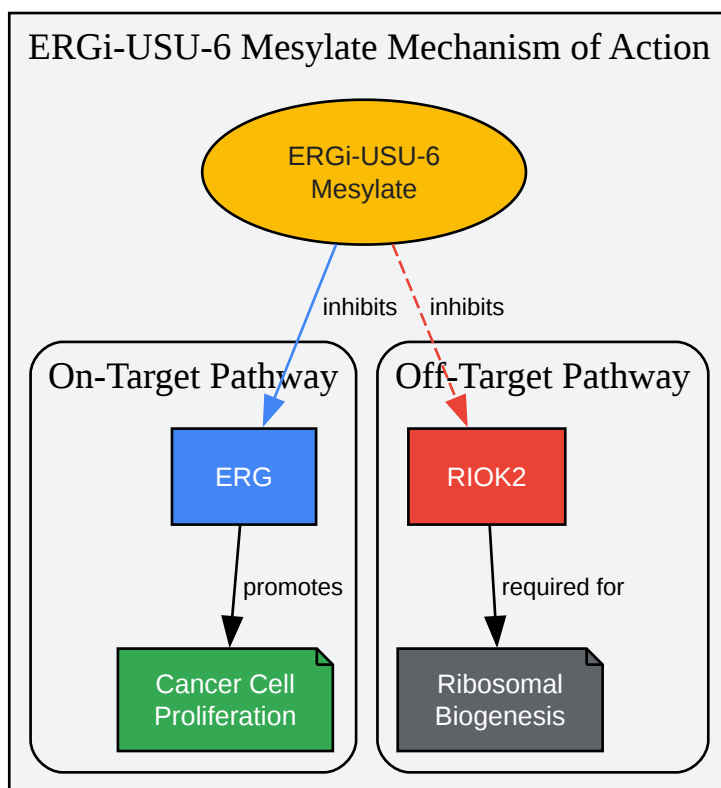 ERGi-USU-6 Mesylate Mechanism of Action
ERGi-USU-6
Mesylate
inhibits
inhibits
On-Target Pathway
Off-Target Pathway
ERG
RIOK2
promotes
required for
Cancer Cell
Proliferation
Ribosomal
Biogenesis